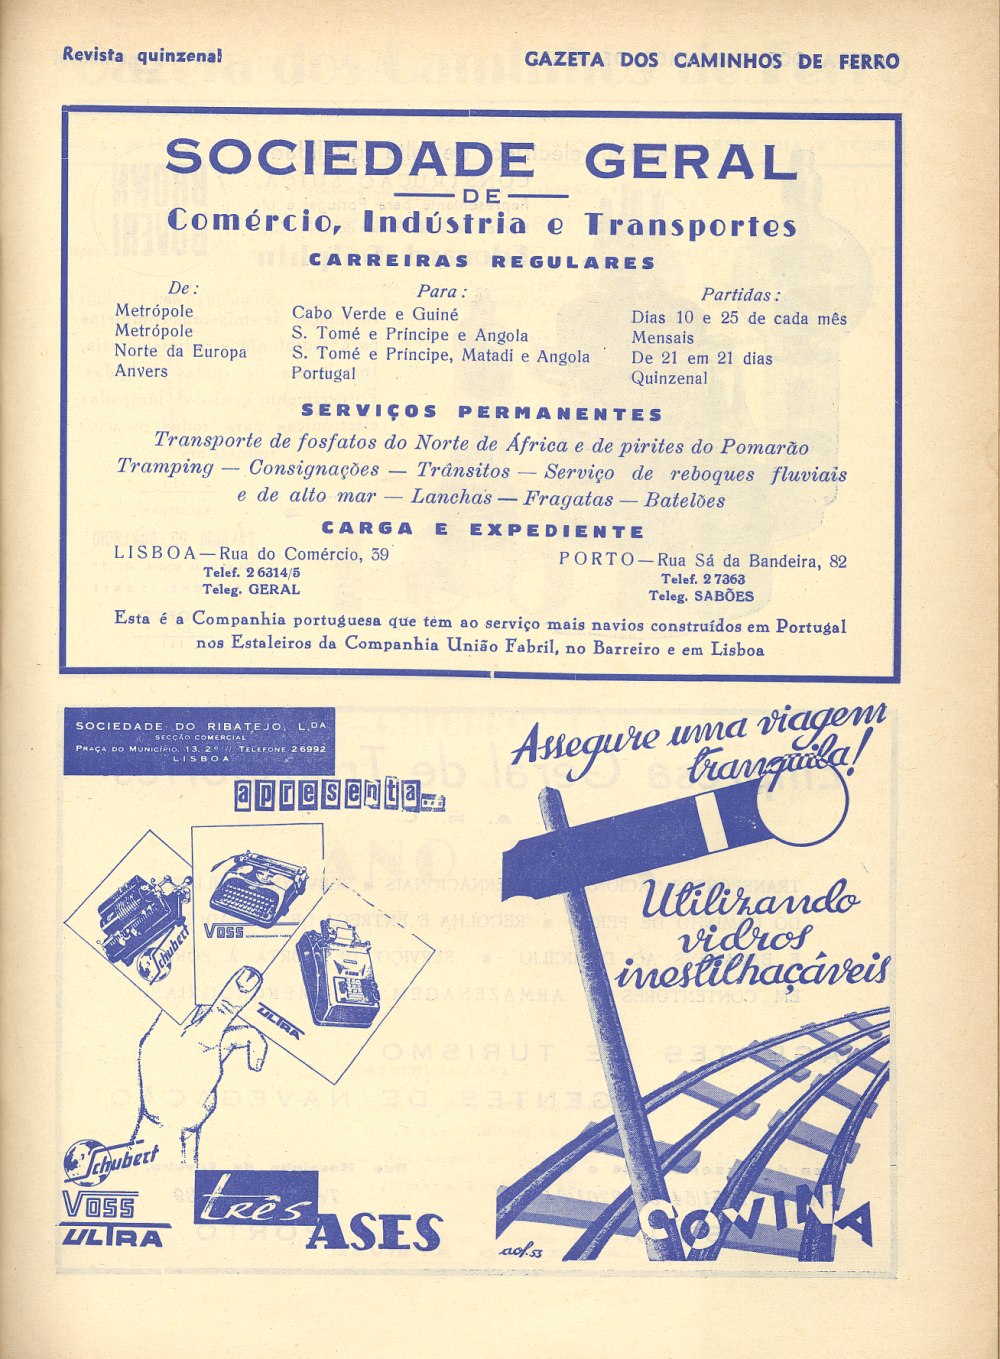 Revista quinzenal
GAZETA DOS CAMINHOS DE FERRO
SOCIEDADE GERAL
DE
Comércio, Indústria e Transportes
CARREIRAS REGULARES
De: Para: Partidas:
Metrópole Cabo Verde e Guiné Dias 10 e 25 de cada mês
Metrópole S. Tomé e Príncipe e Angola Mensais
Norte da Europa S. Tomé e Príncipe, Matadi e Angola De 21 em 21 dias
Anvers Portugal Quinzenal
SERVIÇOS PERMANENTES
Transporte de fosfatos do Norte de África e de pirites do Pomarão
Tramping — Consignações — Trânsitos — Serviço de reboques fluviais
e de alto mar — Lanchas — Fragatas — Batelões
CARGA E EXPEDIENTE
LISBOA—Rua do Comércio, 39
Telef. 2 6314/5
Teleg. GERAL
PORTO—Rua Sá da Bandeira, 82
Telef. 2 7363
Teleg. SABÕES
Esta é a Companhia portuguesa que tem ao serviço mais navios construídos em Portugal
nos Estaleiros da Companhia União Fabril, no Barreiro e em Lisboa
SOCIEDADE DO RIBATEJO, L.DA
SECÇÃO COMERCIAL
PRAÇA DO MUNICÍPIO, 13, 2.º // TELEFONE 2 6992
LISBOA
apresenta...
Schubert
VOSS
ULTRA
Schubert
VOSS
ULTRA
três
ASES
Assegure uma viagem
tranquila!
Utilizando
vidros
inestilhaçáveis
COVINA
aof. 53